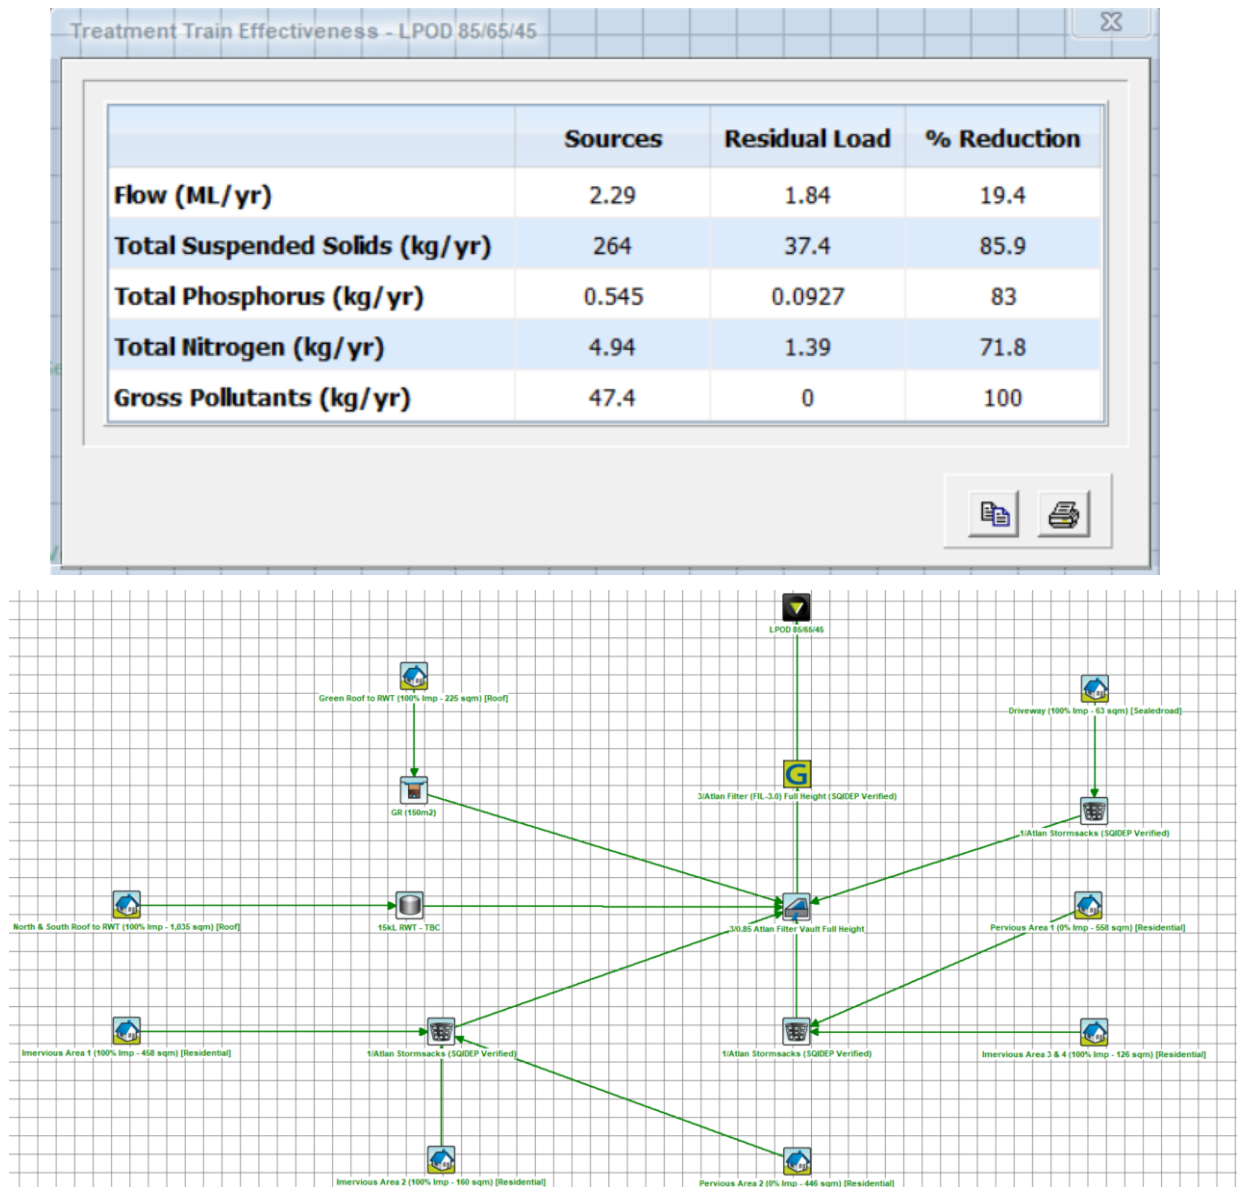 Treatment Train Effectiveness - LPOD 85/65/45
Sources Residual Load % Reduction
Flow (ML/yr) 2.29 1.84 19.4
Total Suspended Solids (kg/yr) 264 37.4 85.9
Total Phosphorus (kg/yr) 0.545 0.0927 83
Total Nitrogen (kg/yr) 4.94 1.39 71.8
Gross Pollutants (kg/yr) 47.4 0 100
LPOD 85/65/45
Green Roof to RWT (100% Imp - 225 sqm) [Roof]
Driveway (100% Imp - 63 sqm) [Sealedroad]
G
3/Atlan Filter (FIL-3.0) Full Height (SQIDEP Verified)
GR (150m2)
1/Atlan Stormsacks (SQIDEP Verified)
North & South Roof to RWT (100% Imp - 1,035 sqm) [Roof]
15kL RWT - TBC
3/0.85 Atlan Filter Vault Full Height
Pervious Area 1 (0% Imp - 558 sqm) [Residential]
Imervious Area 1 (100% Imp - 458 sqm) [Residential]
1/Atlan Stormsacks (SQIDEP Verified)
1/Atlan Stormsacks (SQIDEP Verified)
Imervious Area 3 & 4 (100% Imp - 126 sqm) [Residential]
Imervious Area 2 (100% Imp - 160 sqm) [Residential]
Pervious Area 2 (0% Imp - 446 sqm) [Residential]